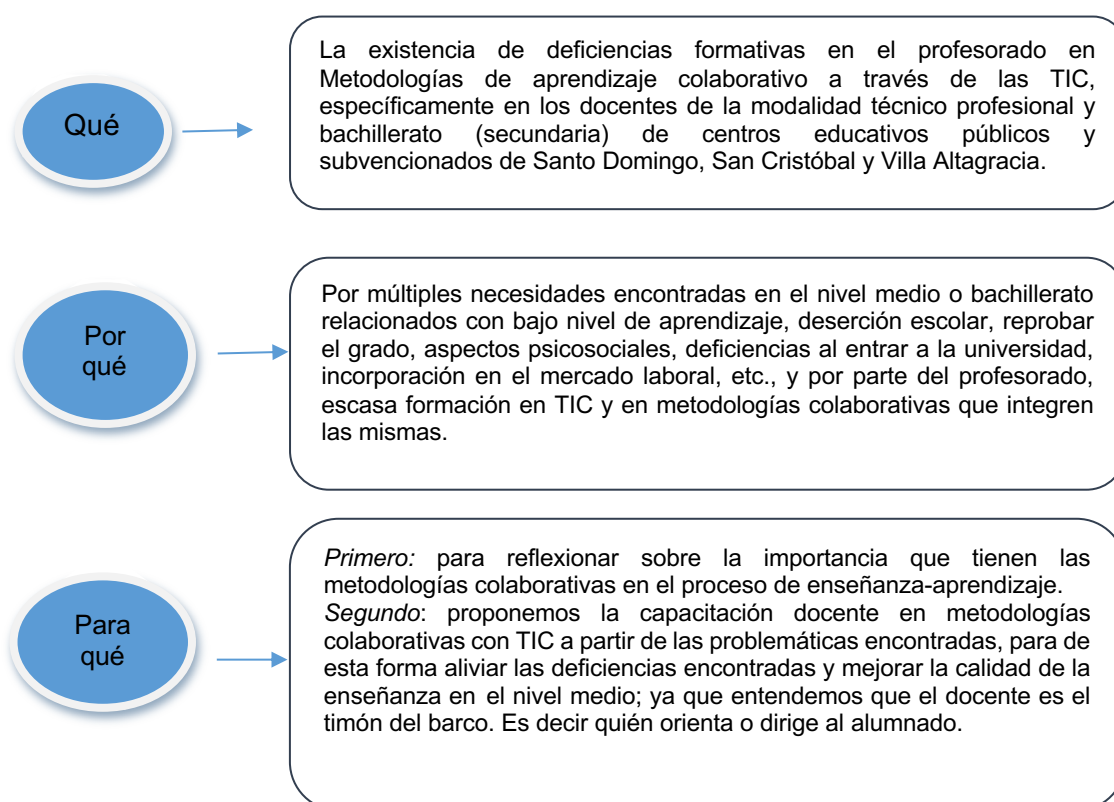 Qué
La existencia de deficiencias formativas en el profesorado en
Metodologías de aprendizaje colaborativo a través de las TIC,
específicamente en los docentes de la modalidad técnico profesional y
bachillerato (secundaria) de centros educativos públicos y
subvencionados de Santo Domingo, San Cristóbal y Villa Altagracia.
Por
qué
Por múltiples necesidades encontradas en el nivel medio o bachillerato
relacionados con bajo nivel de aprendizaje, deserción escolar, reprobar
el grado, aspectos psicosociales, deficiencias al entrar a la universidad,
incorporación en el mercado laboral, etc., y por parte del profesorado,
escasa formación en TIC y en metodologías colaborativas que integren
las mismas.
Para
qué
Primero: para reflexionar sobre la importancia que tienen las
metodologías colaborativas en el proceso de enseñanza-aprendizaje.
Segundo: proponemos la capacitación docente en metodologías
colaborativas con TIC a partir de las problemáticas encontradas, para de
esta forma aliviar las deficiencias encontradas y mejorar la calidad de la
enseñanza en el nivel medio; ya que entendemos que el docente es el
timón del barco. Es decir quién orienta o dirige al alumnado.